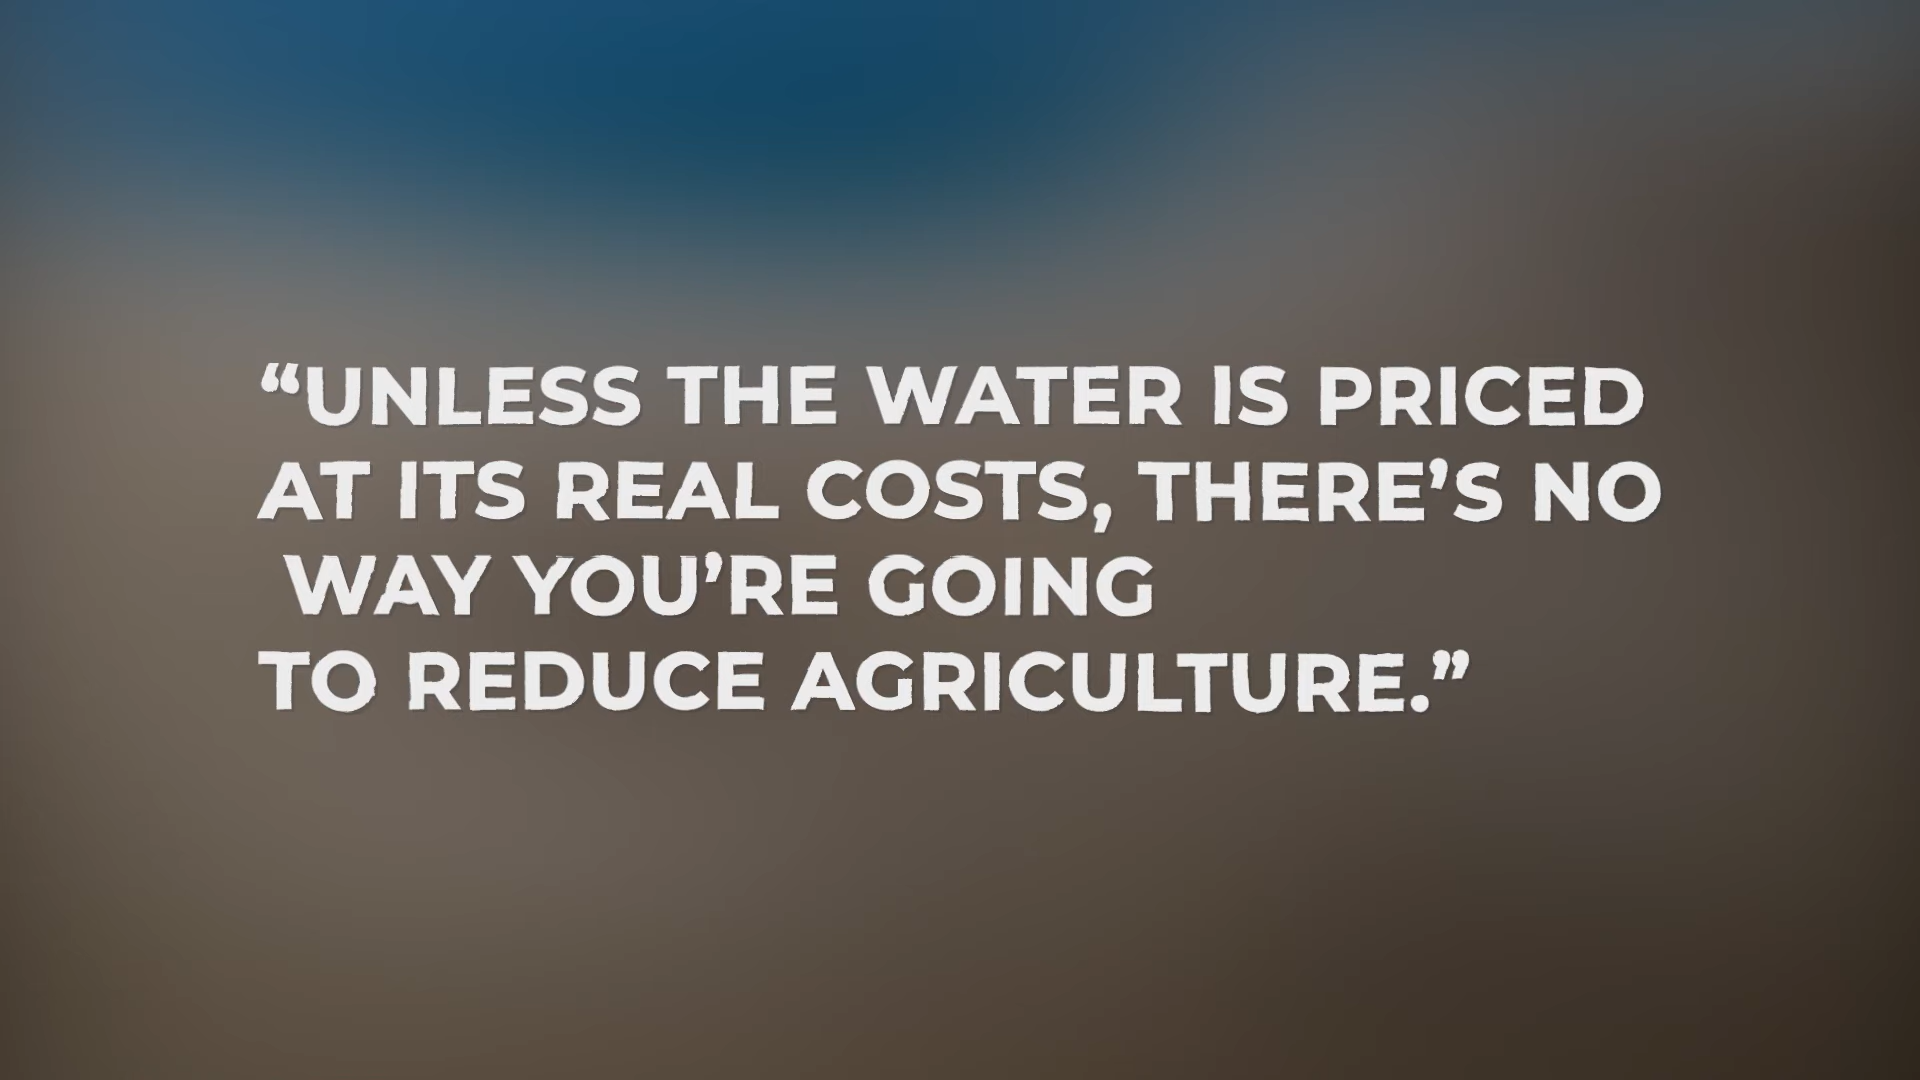 “UNLESS THE WATER IS PRICED
AT ITS REAL COSTS, THERE’S NO
WAY YOU’RE GOING
TO REDUCE AGRICULTURE.”